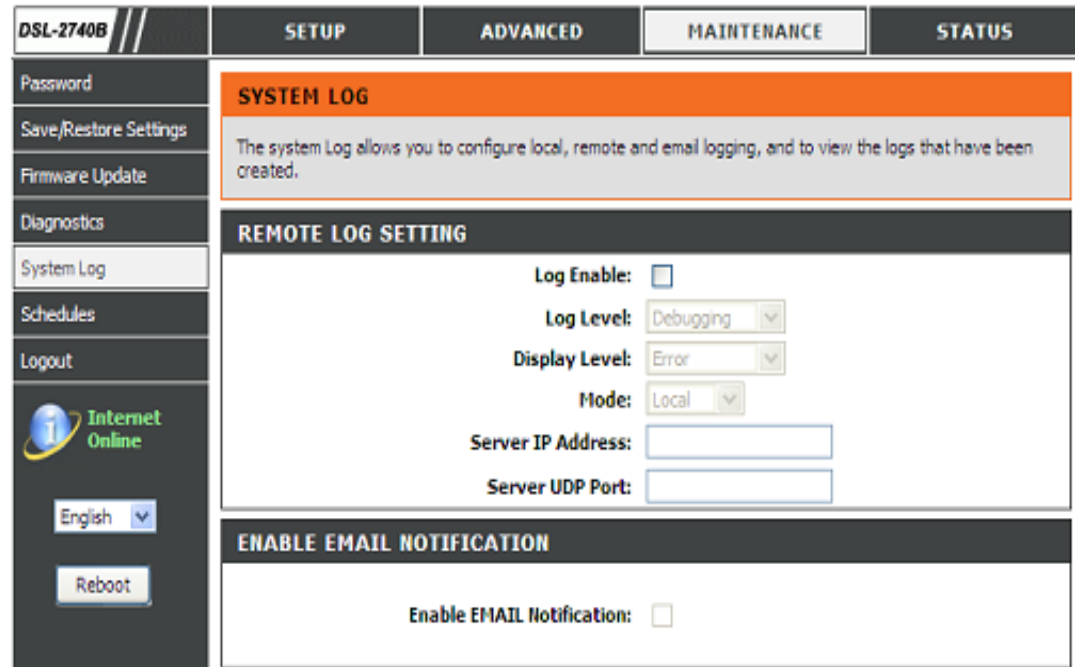 DSL-2740B
SETUP
ADVANCED
MAINTENANCE
STATUS
Password
Save/Restore Settings
Firmware Update
Diagnostics
System Log
Schedules
Logout
Internet
Online
English
Reboot
SYSTEM LOG
The system Log allows you to configure local, remote and email logging, and to view the logs that have been
created.
REMOTE LOG SETTING
Log Enable:
Log Level: Debugging
Display Level: Error
Mode: Local
Server IP Address:
Server UDP Port:
ENABLE EMAIL NOTIFICATION
Enable EMAIL Notification: